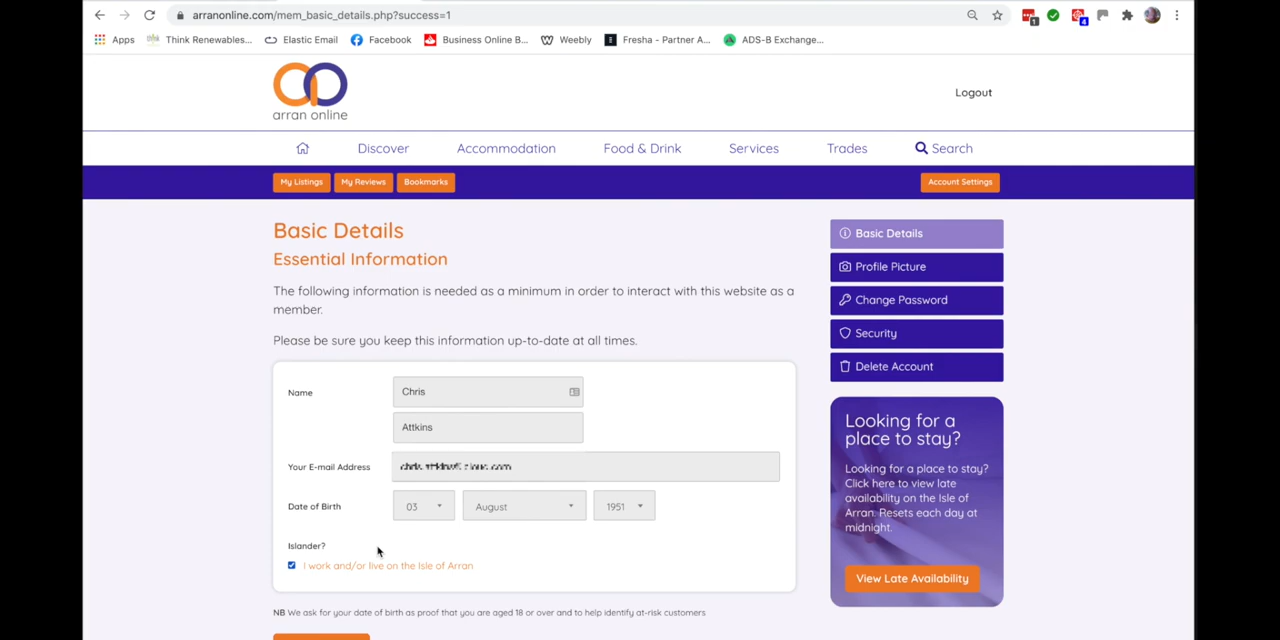 arranonline.com/mem_basic_details.php?success=1
Apps Think Renewables... Elastic Email Facebook Business Online B... Weebly Fresha - Partner A... ADS-B Exchange...
arran online
Logout
Discover Accommodation Food & Drink Services Trades Search
My Listings My Reviews Bookmarks Account Settings
Basic Details
Essential Information
The following information is needed as a minimum in order to interact with this website as a
member.
Please be sure you keep this information up-to-date at all times.
Name Chris
Attkins
Your E-mail Address
Date of Birth 03 August 1951
Islander?
I work and/or live on the Isle of Arran
NB We ask for your date of birth as proof that you are aged 18 or over and to help identify at-risk customers
Basic Details
Profile Picture
Change Password
Security
Delete Account
Looking for a
place to stay?
Looking for a place to stay?
Click here to view late
availability on the Isle of
Arran. Resets each day at
midnight.
View Late Availability